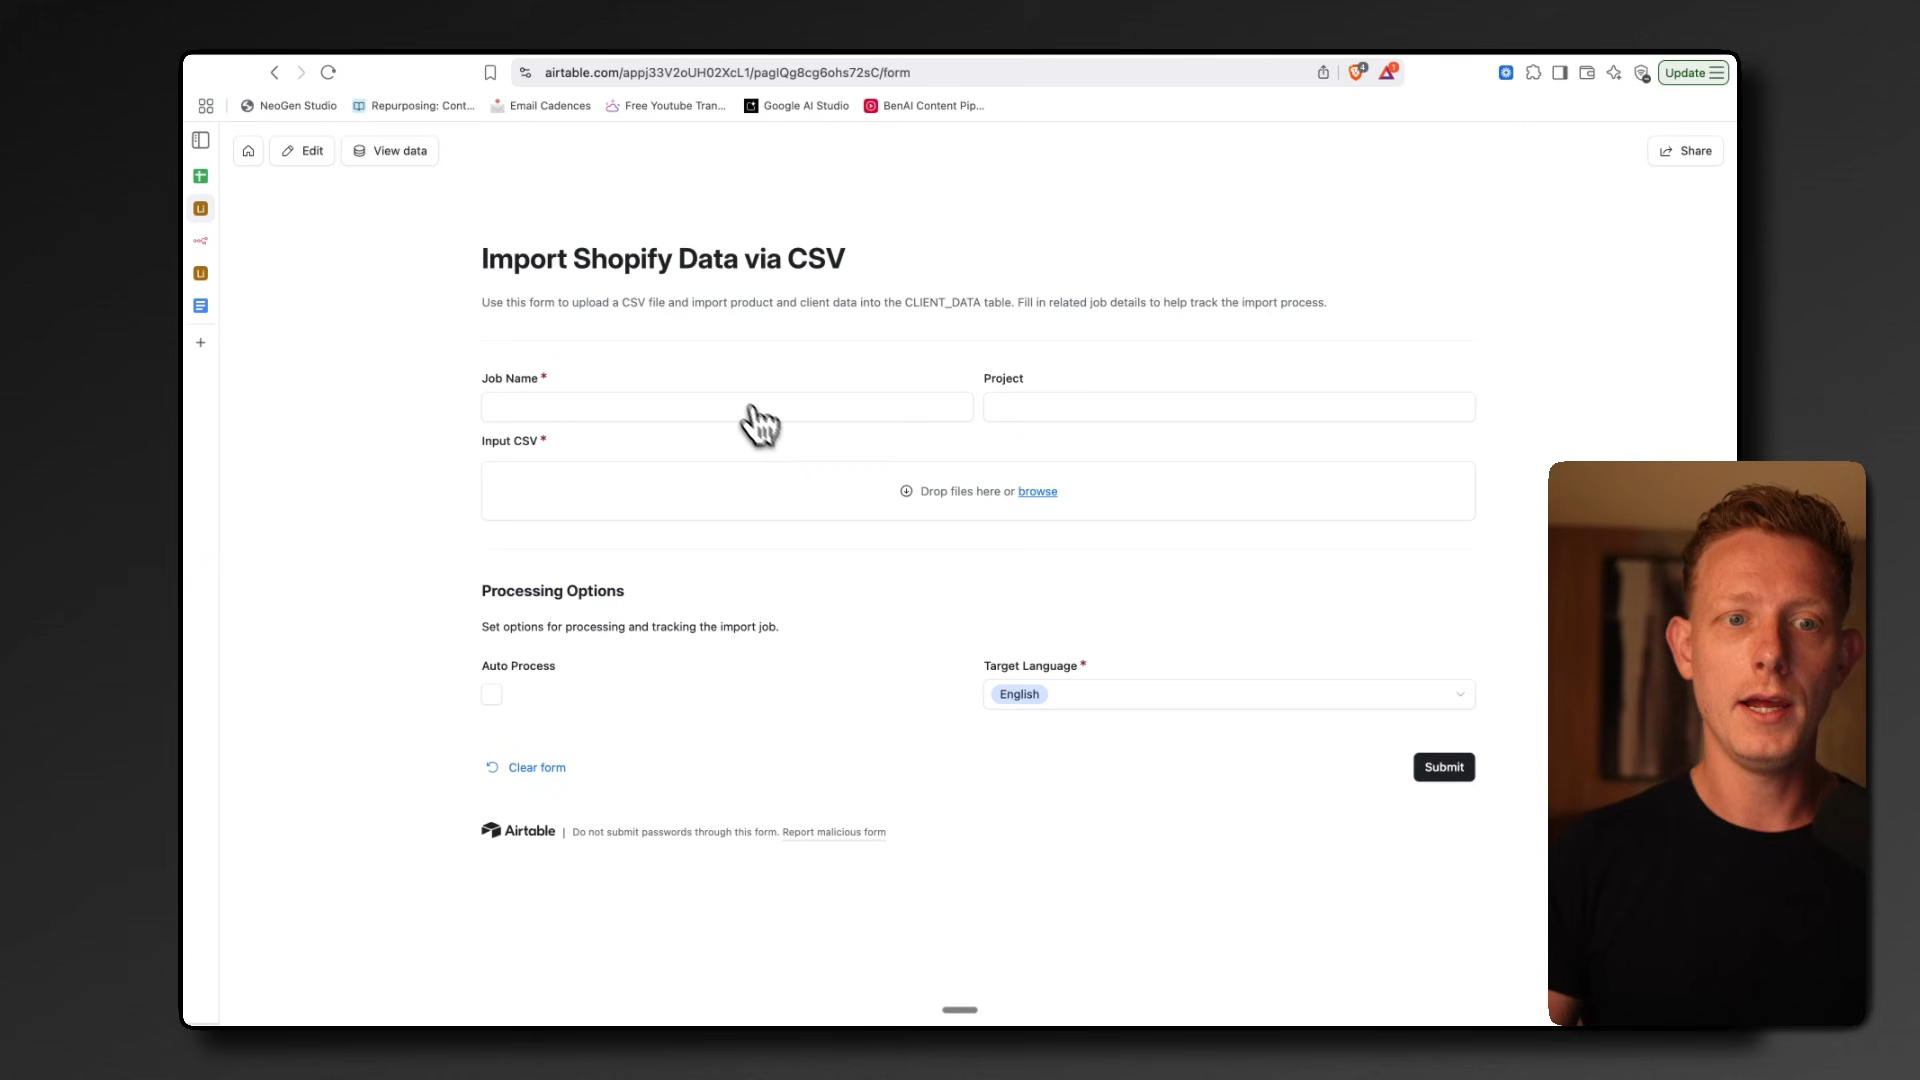 airtable.com/appj33V2oUH02XcL1/pagIQg8cg6ohs72sC/form
4
1
Update
NeoGen Studio
Repurposing: Cont...
Email Cadences
Free Youtube Tran...
Google AI Studio
BenAI Content Pip...
Edit
View data
Share
Li
Li
Import Shopify Data via CSV
Use this form to upload a CSV file and import product and client data into the CLIENT_DATA table. Fill in related job details to help track the import process.
Job Name *
Project
Input CSV *
Drop files here or browse
Processing Options
Set options for processing and tracking the import job.
Auto Process
Target Language *
English
Clear form
Submit
Airtable | Do not submit passwords through this form. Report malicious form